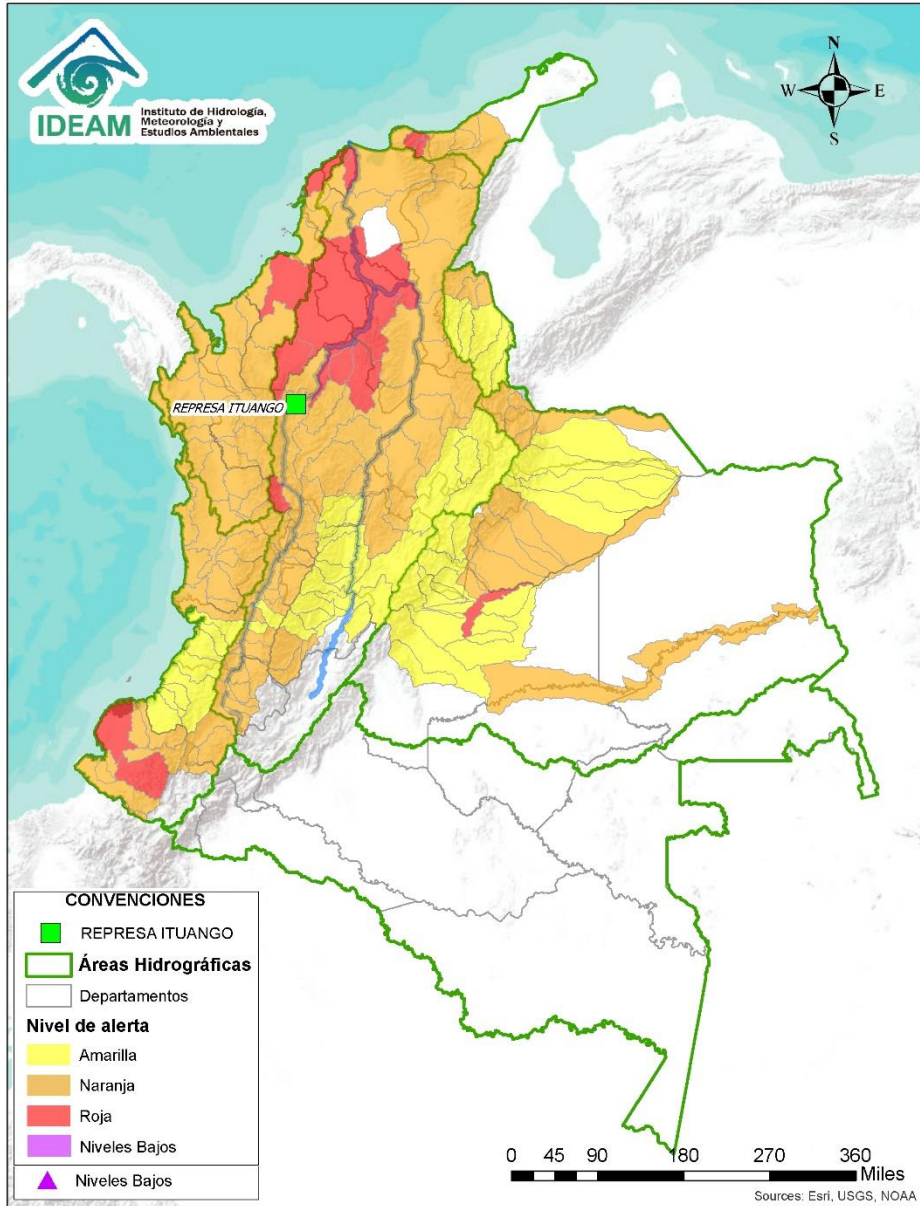 IDEAM
Instituto de Hidrología,
Meteorología y
Estudios Ambientales
N
W
E
S
REPRESA ITUANGO
CONVENCIONES
REPRESA ITUANGO
Áreas Hidrográficas
Departamentos
Nivel de alerta
Amarilla
Naranja
Roja
Niveles Bajos
Niveles Bajos
0 45 90 180 270 360
Miles
Sources: Esri, USGS, NOAA